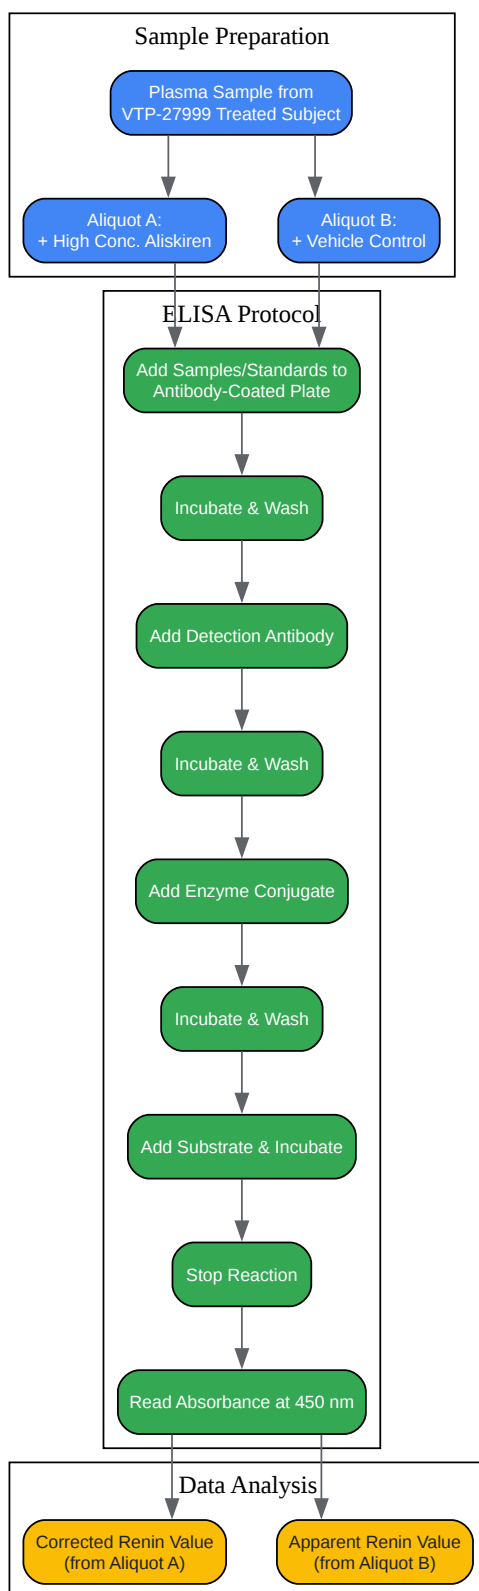 Sample Preparation
Plasma Sample from
VTP-27999 Treated Subject
Aliquot A:
+ High Conc. Aliskiren
Aliquot B:
+ Vehicle Control
ELISA Protocol
Add Samples/Standards to
Antibody-Coated Plate
Incubate & Wash
Add Detection Antibody
Incubate & Wash
Add Enzyme Conjugate
Incubate & Wash
Add Substrate & Incubate
Stop Reaction
Read Absorbance at 450 nm
Data Analysis
Corrected Renin Value
(from Aliquot A)
Apparent Renin Value
(from Aliquot B)